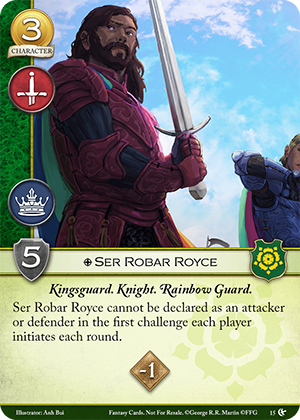 3
CHARACTER
5
Ser Robar Royce
Kingsguard. Knight. Rainbow Guard.
Ser Robar Royce cannot be declared as an attacker
or defender in the first challenge each player
initiates each round.
-1
Illustrator: Anh Bui
Fantasy Cards. Not For Resale. ©George R.R. Martin ©FFG
15